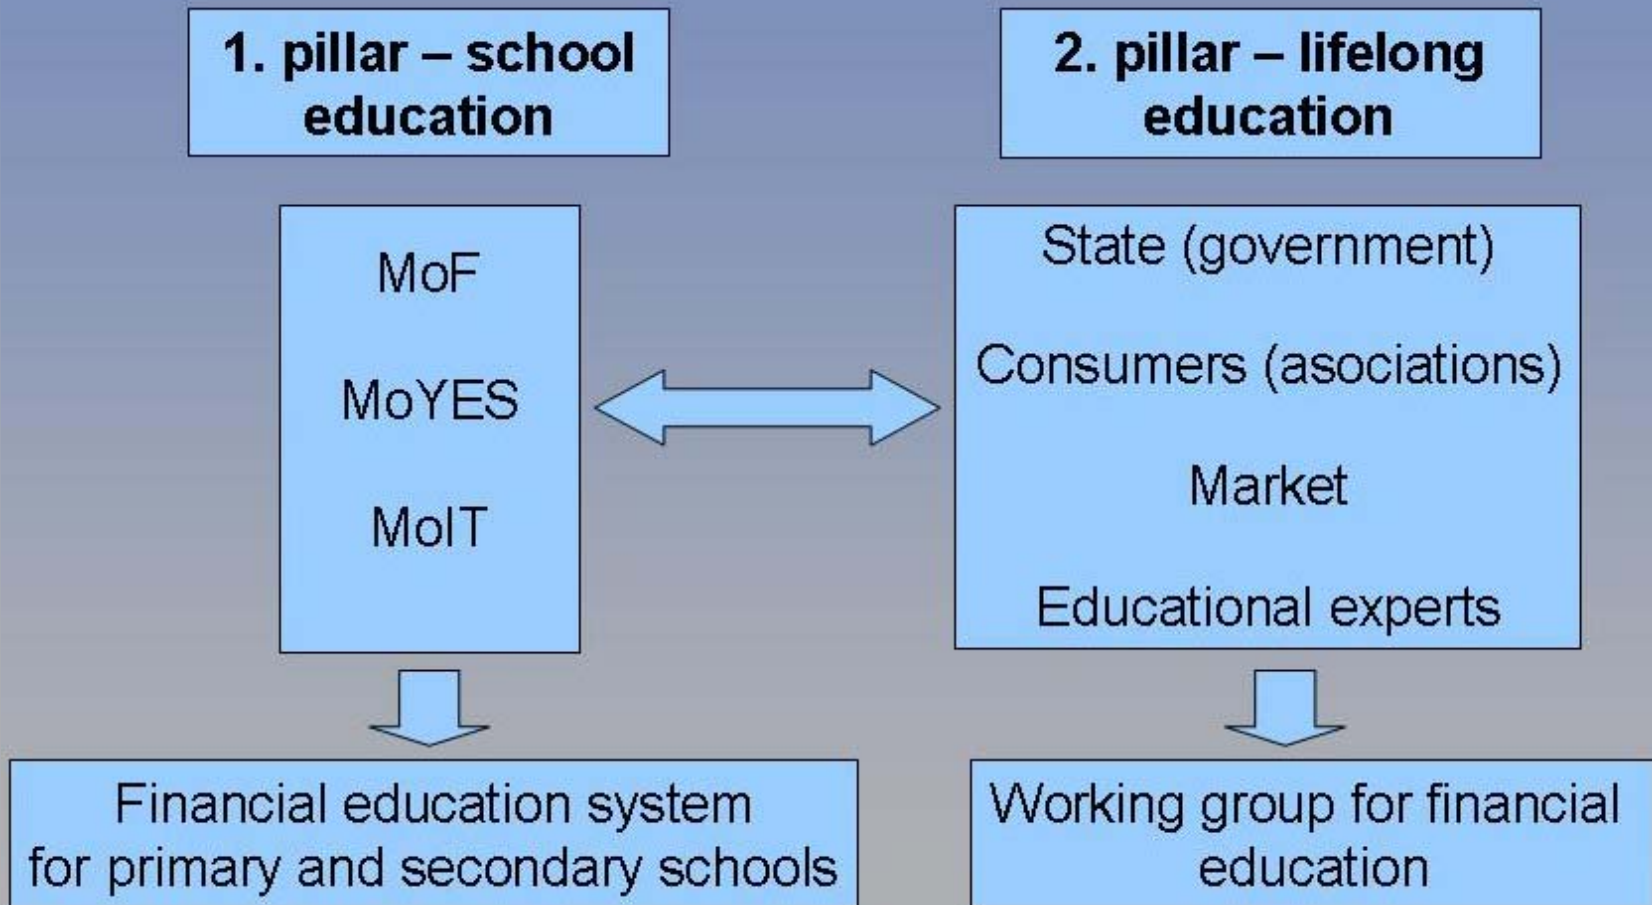 1. pillar – school
education
2. pillar – lifelong
education
MoF
MoYES
MoIT
State (government)
Consumers (asociations)
Market
Educational experts
Financial education system
for primary and secondary schools
Working group for financial
education